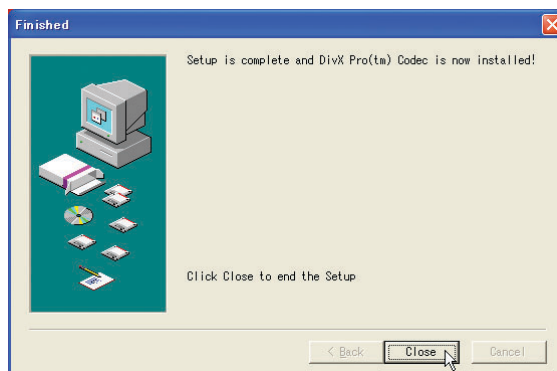 Finished
Setup is complete and DivX Pro(tm) Codec is now installed!
Click Close to end the Setup
< Back Close Cancel